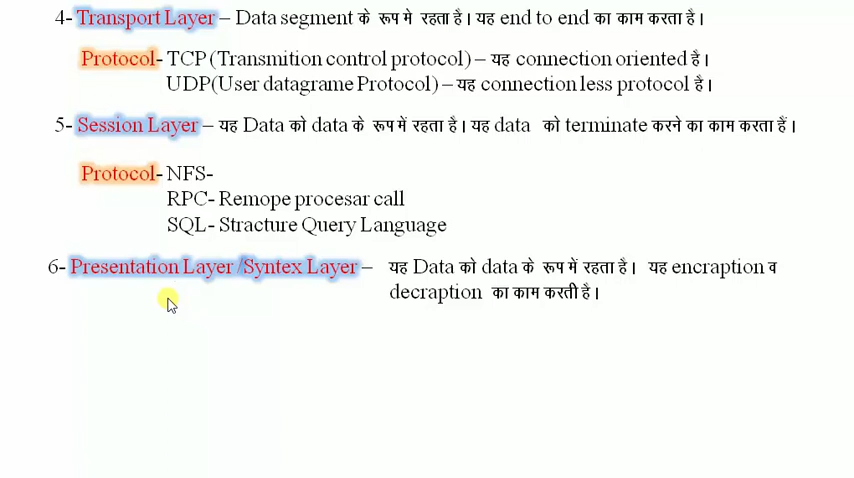 4- Transport Layer – Data segment के रूप मे रहता है। यह end to end का काम करता है।
Protocol- TCP (Transmition control protocol) – यह connection oriented है।
UDP(User datagrame Protocol) – यह connection less protocol है।
5- Session Layer – यह Data को data के रूप में रहता है। यह data को terminate करने का काम करता हैं।
Protocol- NFS-
RPC- Remope procesar call
SQL- Stracture Query Language
6- Presentation Layer /Syntex Layer – यह Data को data के रूप में रहता है। यह encraption व
decraption का काम करती है।